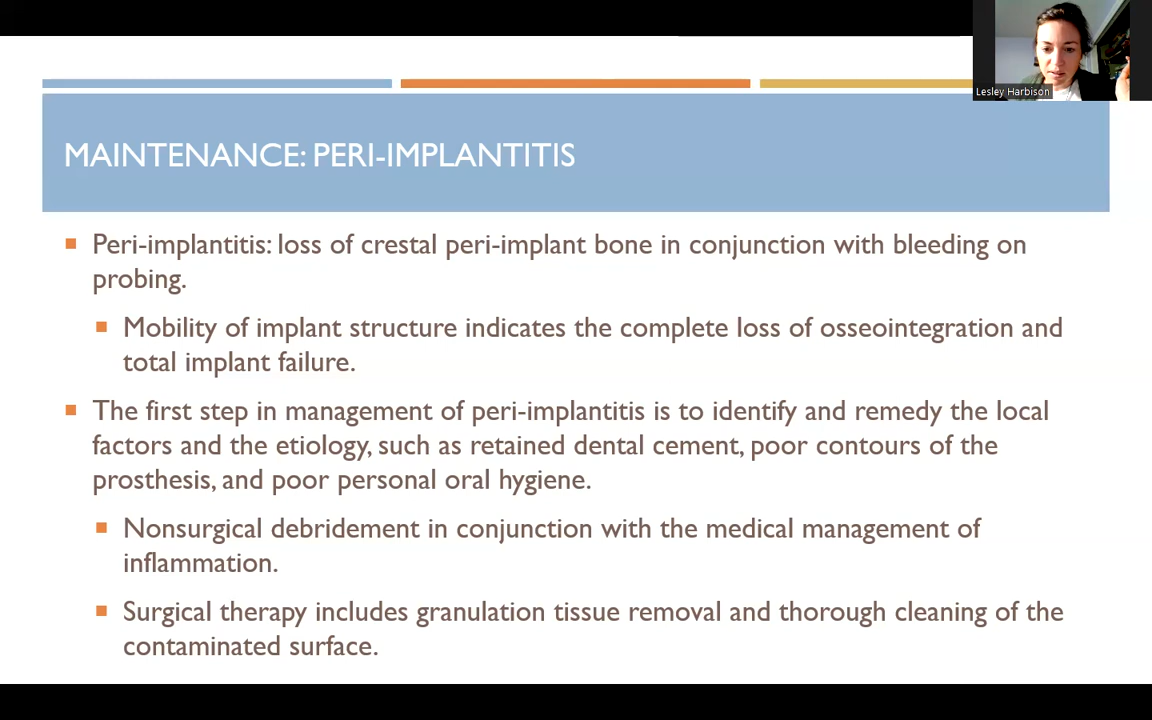 Lesley Harbison
MAINTENANCE: PERI-IMPLANTITIS
Peri-implantitis: loss of crestal peri-implant bone in conjunction with bleeding on
probing.
Mobility of implant structure indicates the complete loss of osseointegration and
total implant failure.
The first step in management of peri-implantitis is to identify and remedy the local
factors and the etiology, such as retained dental cement, poor contours of the
prosthesis, and poor personal oral hygiene.
Nonsurgical debridement in conjunction with the medical management of
inflammation.
Surgical therapy includes granulation tissue removal and thorough cleaning of the
contaminated surface.